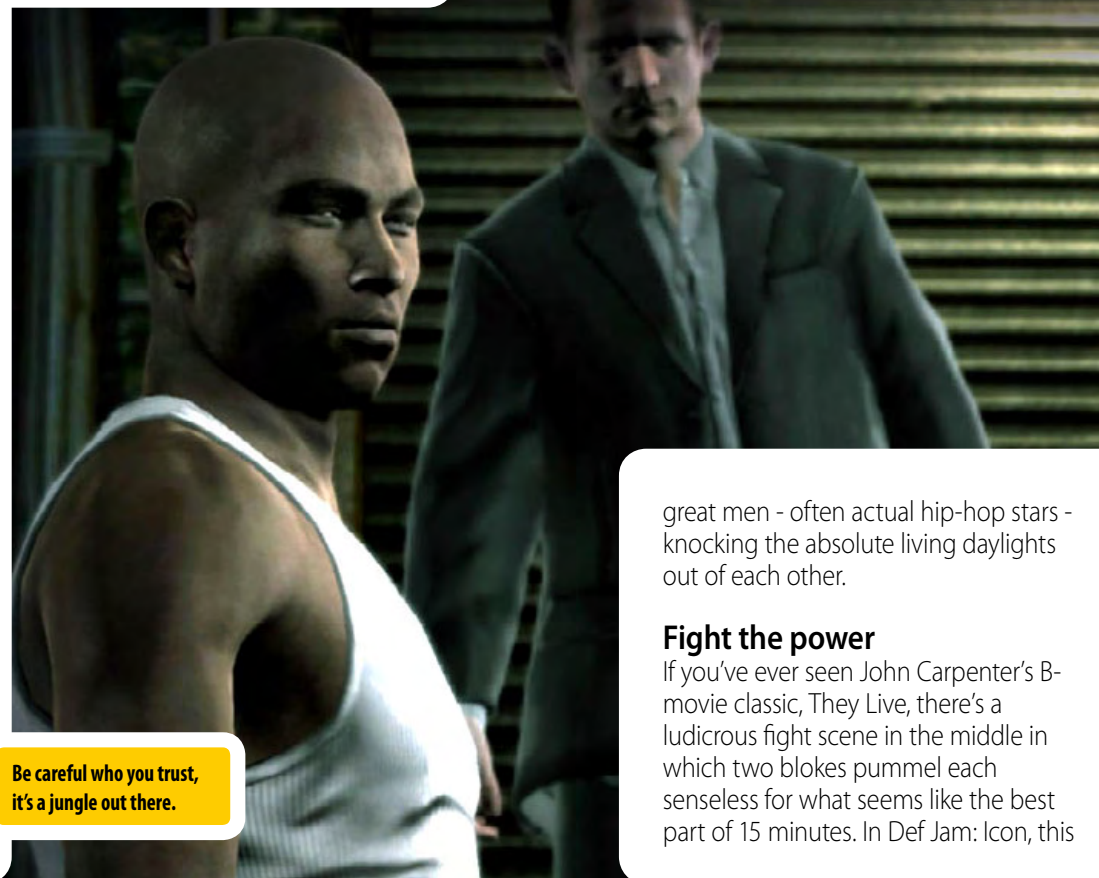 great men - often actual hip-hop stars -
knocking the absolute living daylights
out of each other.
Fight the power
If you've ever seen John Carpenter's B-
movie classic, They Live, there's a
ludicrous fight scene in the middle in
which two blokes pummel each
senseless for what seems like the best
part of 15 minutes. In Def Jam: Icon, this
Be careful who you trust,
it's a jungle out there.